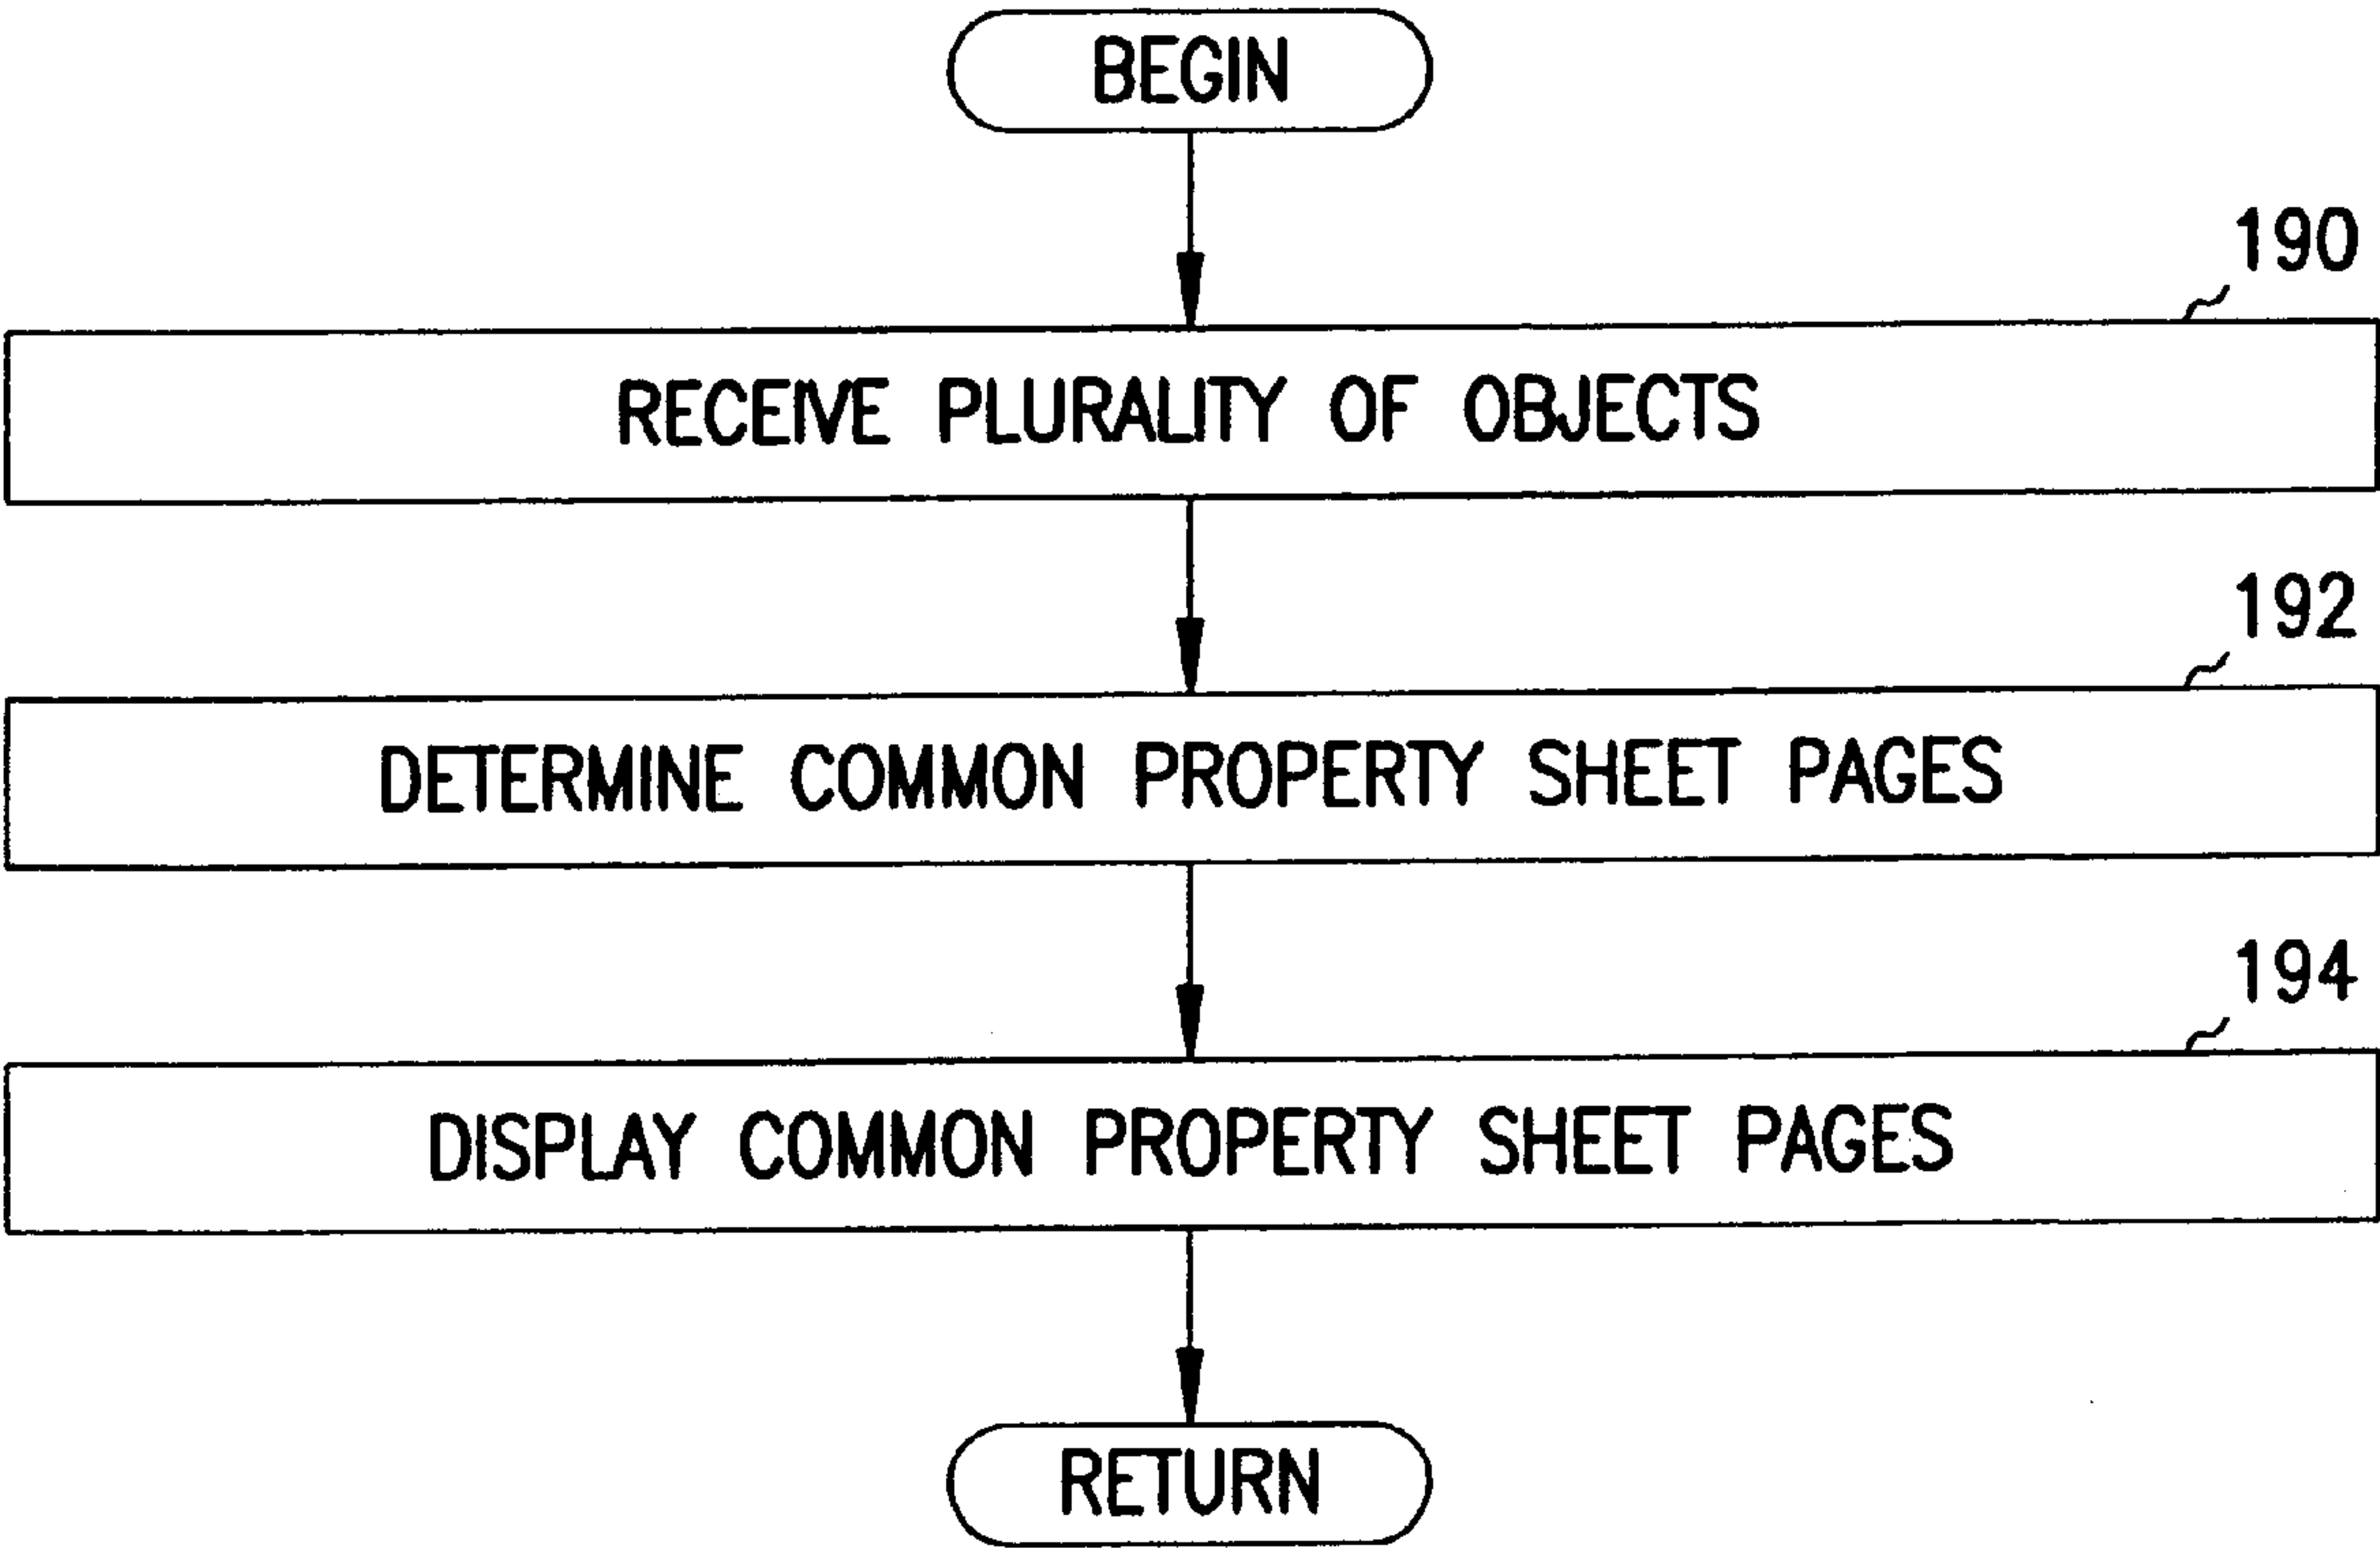 BEGIN
190
RECEIVE PLURALITY OF OBJECTS
192
DETERMINE COMMON PROPERTY SHEET PAGES
194
DISPLAY COMMON PROPERTY SHEET PAGES
RETURN